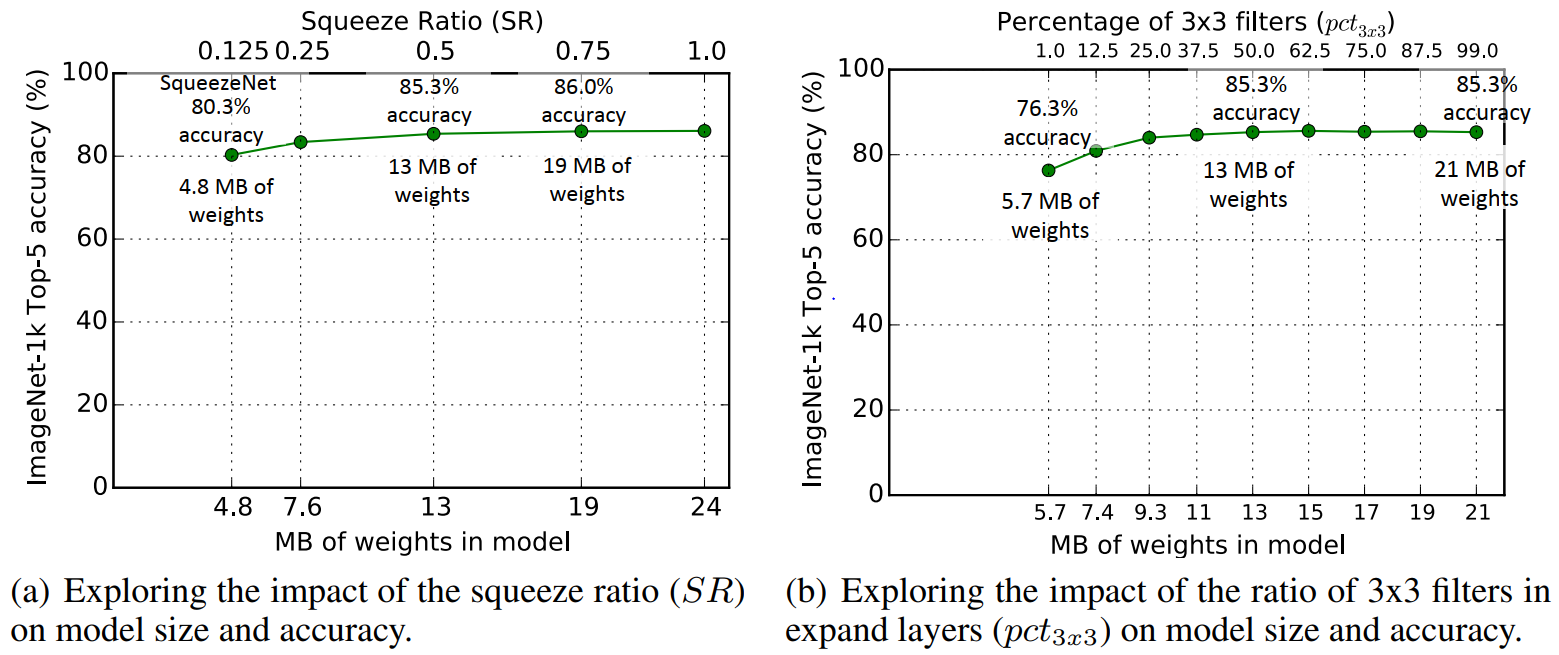 Squeeze Ratio (SR)
0.125 0.25 0.5 0.75 1.0
ImageNet-1k Top-5 accuracy (%)
100
80
60
40
20
0
SqueezeNet
80.3%
accuracy
4.8 MB of
weights
85.3%
accuracy
13 MB of
weights
86.0%
accuracy
19 MB of
weights
4.8 7.6 13 19 24
MB of weights in model
(a) Exploring the impact of the squeeze ratio (SR)
on model size and accuracy.
Percentage of 3x3 filters (pct3x3)
1.0 12.5 25.0 37.5 50.0 62.5 75.0 87.5 99.0
ImageNet-1k Top-5 accuracy (%)
100
80
60
40
20
0
76.3%
accuracy
5.7 MB of
weights
85.3%
accuracy
13 MB of
weights
85.3%
accuracy
21 MB of
weights
5.7 7.4 9.3 11 13 15 17 19 21
MB of weights in model
(b) Exploring the impact of the ratio of 3x3 filters in
expand layers (pct3x3) on model size and accuracy.